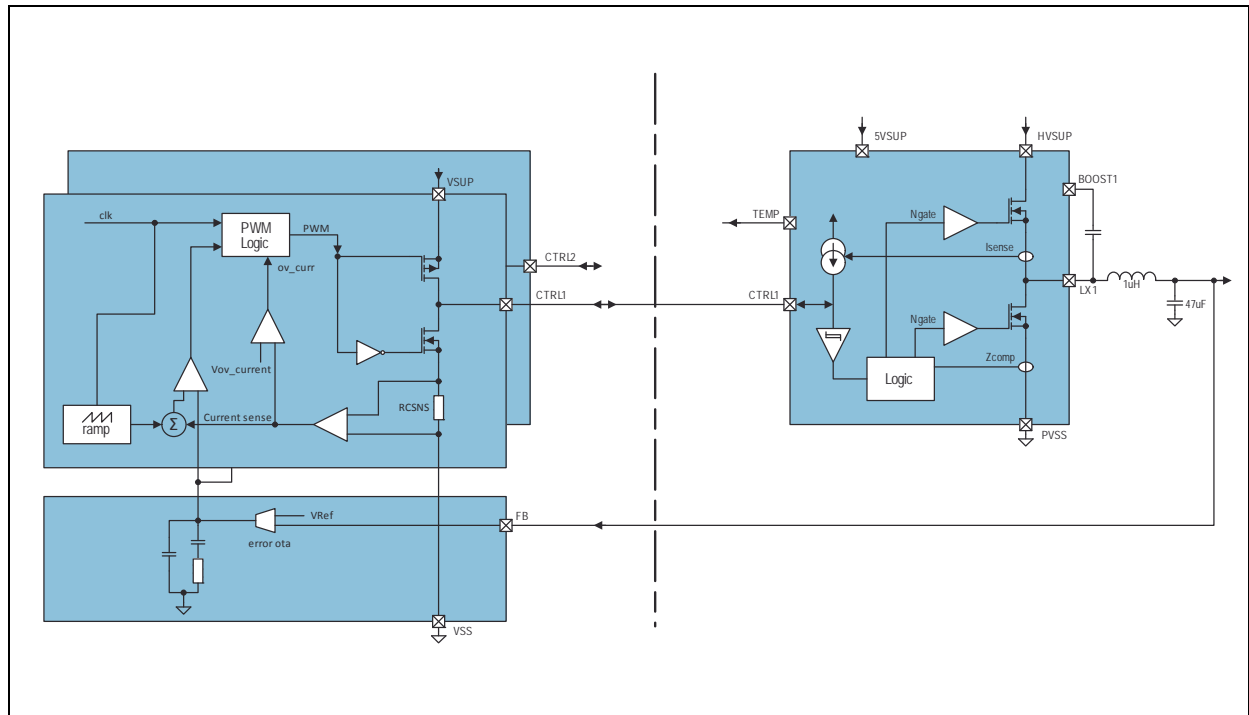 5VSUP
HVSUP
VSUP
BOOST1
clk
PWM
Logic
PWM
TEMP
Ngate
ov_curr
CTRL2
Isense
CTRL1
CTRL1
LX1
1uH
47uF
Ngate
Vov_current
Zcomp
Logic
RCSNS
ramp
Σ
Current sense
PVSS
VRef
FB
error ota
VSS